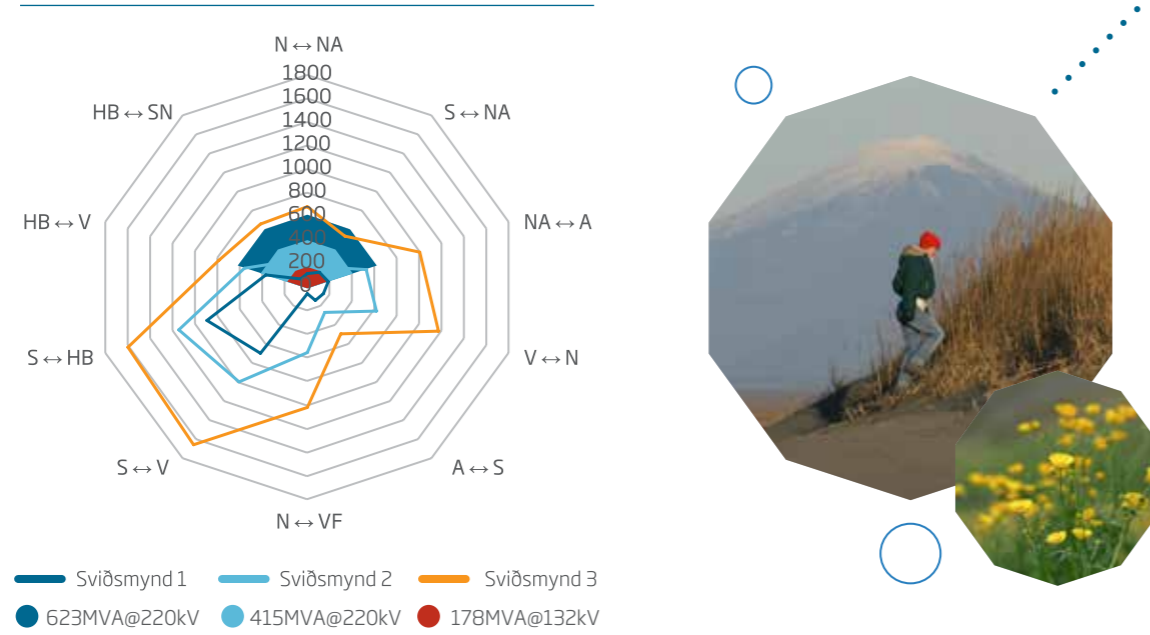 N ↔ NA
1800
1600
1400
1200
1000
800
600
400
200
0
HB ↔ SN
S ↔ NA
HB ↔ V
NA ↔ A
S ↔ HB
V ↔ N
S ↔ V
A ↔ S
N ↔ VF
Sviðsmynd 1 Sviðsmynd 2 Sviðsmynd 3
623MVA@220kV 415MVA@220kV 178MVA@132kV